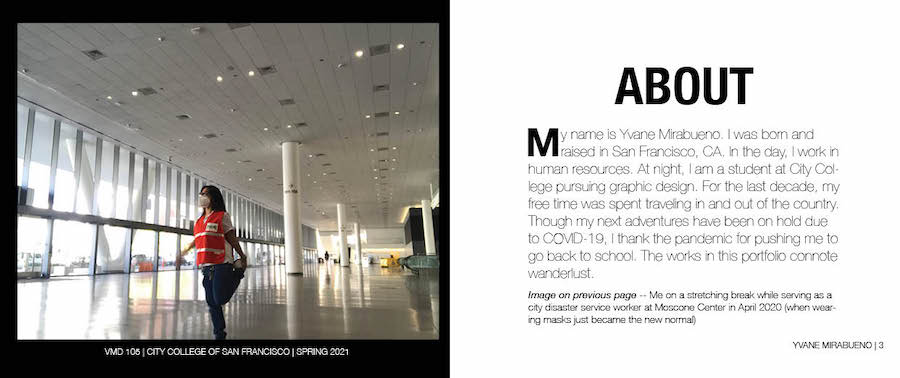 VMD 105 | CITY COLLEGE OF SAN FRANCISCO | SPRING 2021
ABOUT
My name is Yvane Mirabueno. I was born and
raised in San Francisco, CA. In the day, I work in
human resources. At night, I am a student at City Col-
lege pursuing graphic design. For the last decade, my
free time was spent traveling in and out of the country.
Though my next adventures have been on hold due
to COVID-19, I thank the pandemic for pushing me to
go back to school. The works in this portfolio connote
wanderlust.
Image on previous page -- Me on a stretching break while serving as a
city disaster service worker at Moscone Center in April 2020 (when wear-
ing masks just became the new normal)
YVANE MIRABUENO | 3